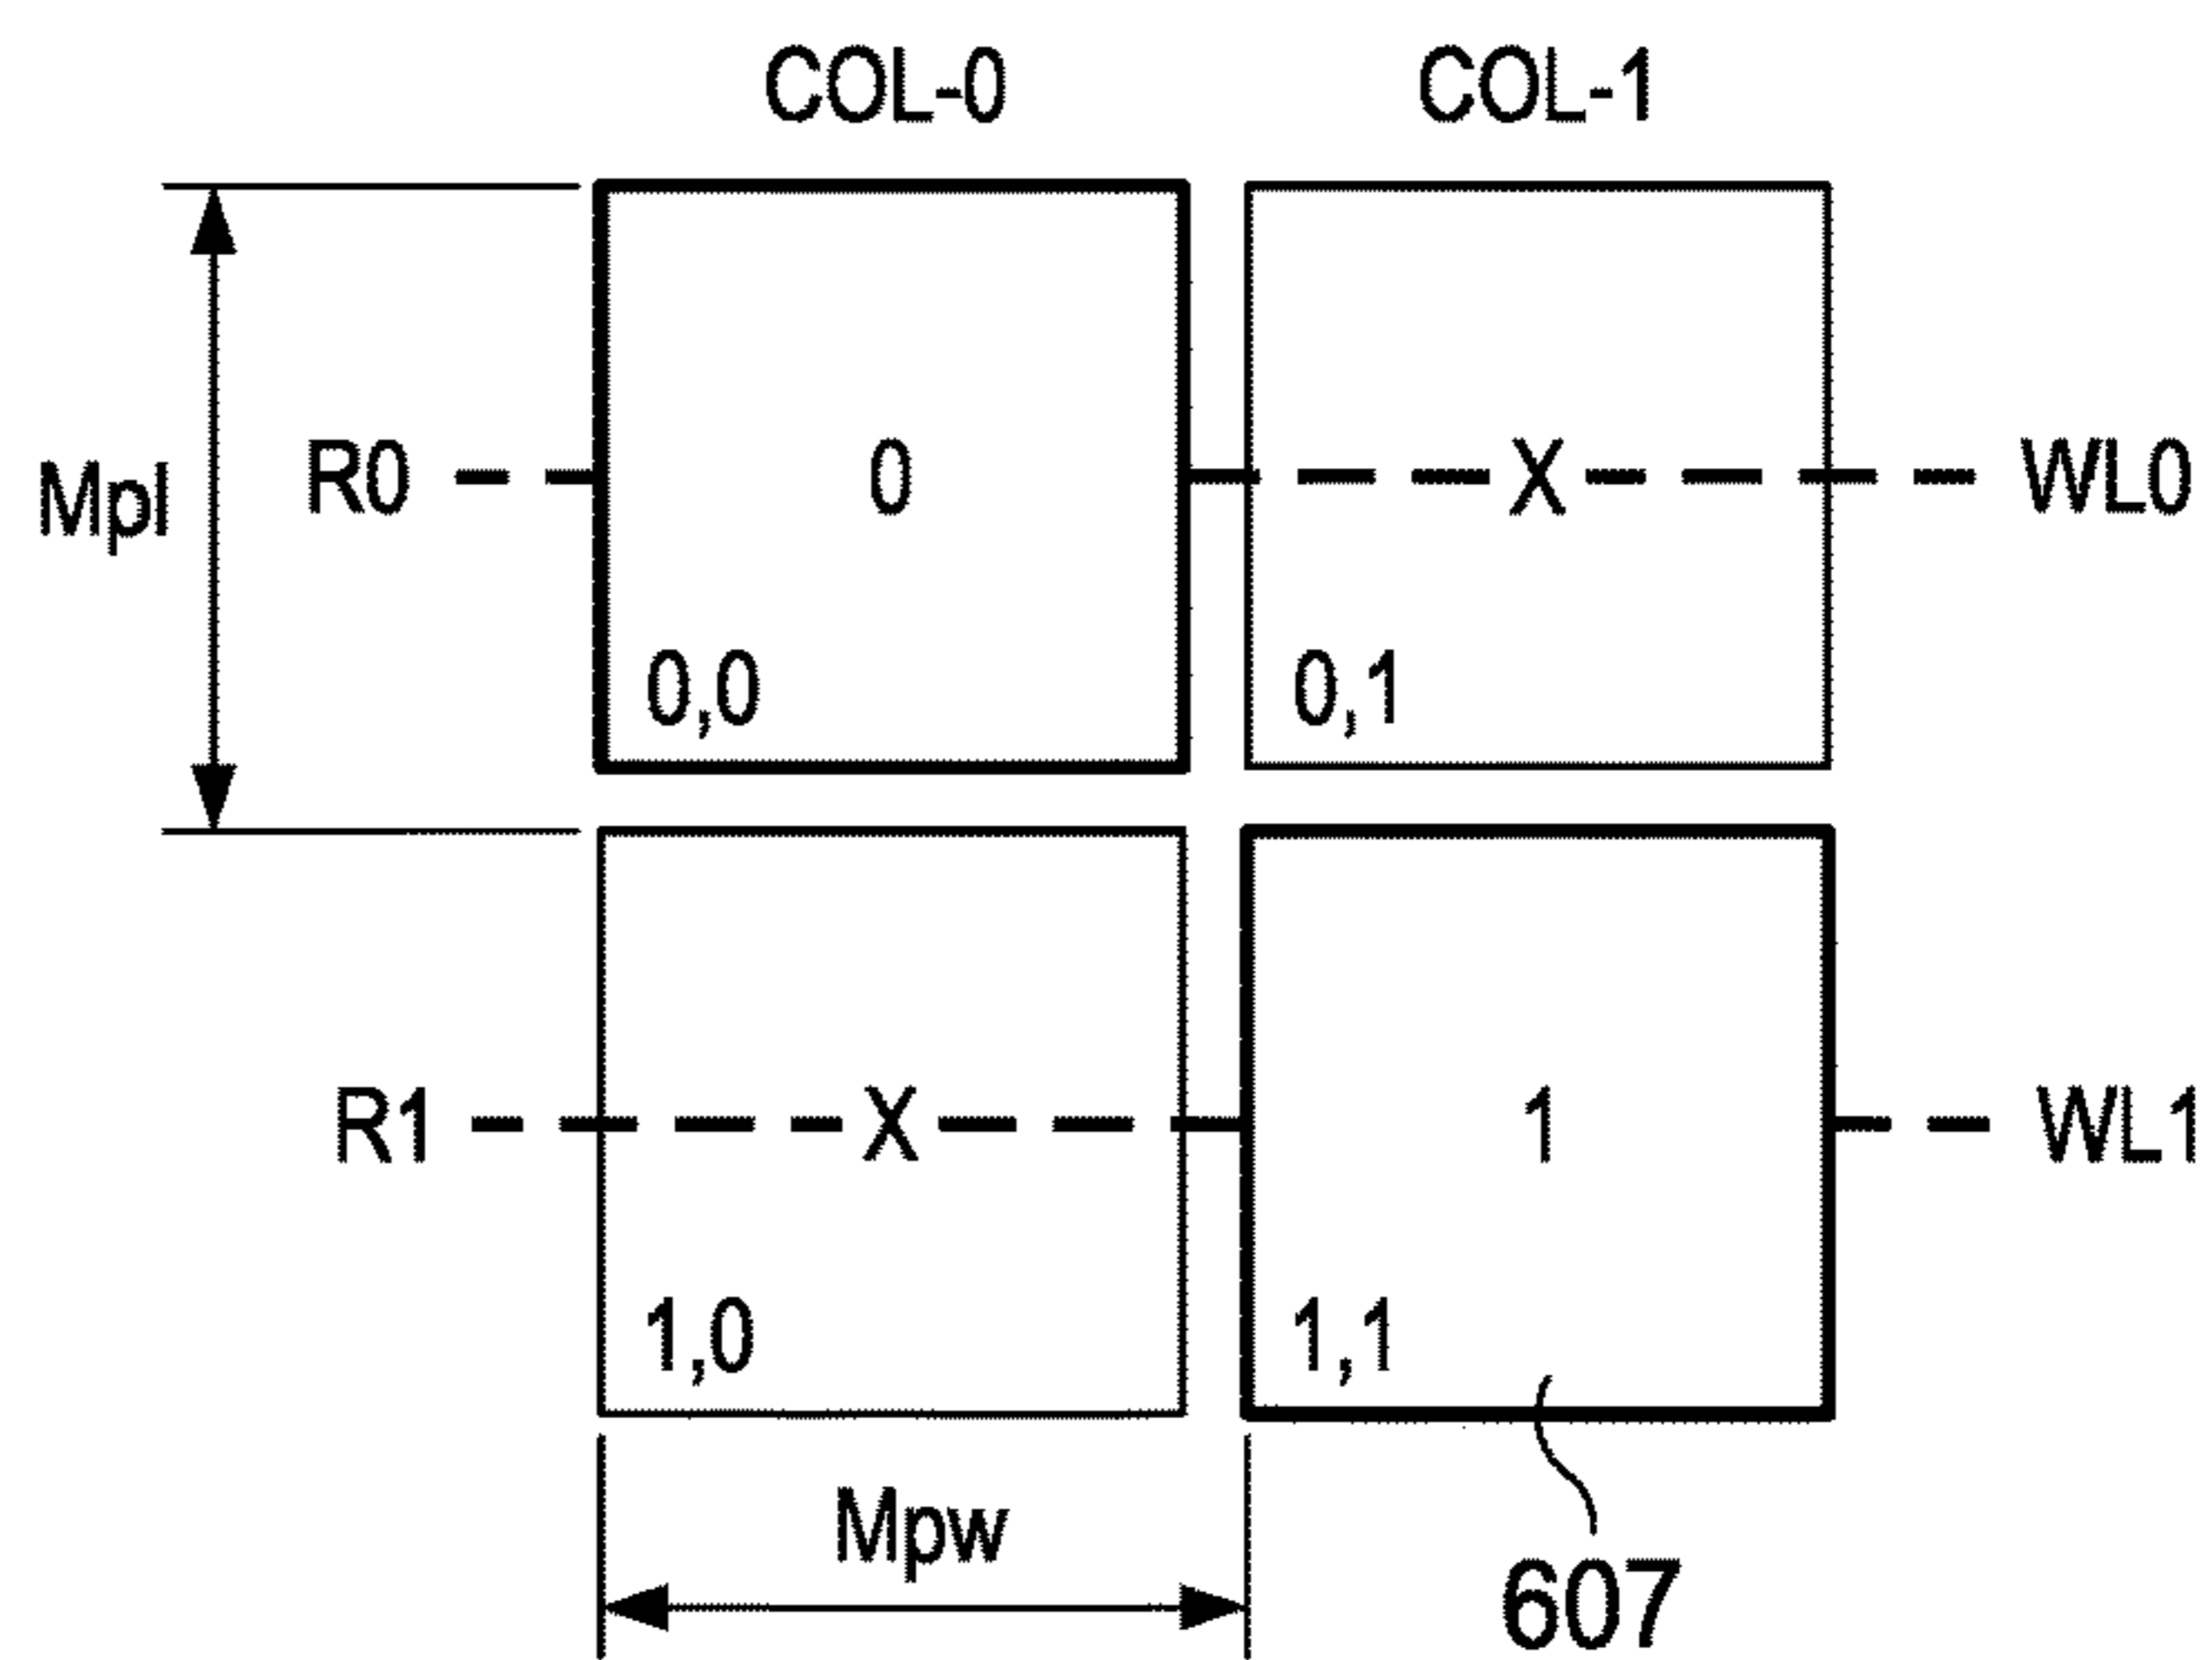 COL-0 COL-1
Mpl R0 0 X WL0
0,0 0,1
R1 X 1 WL1
1,0 1,1
Mpw
607